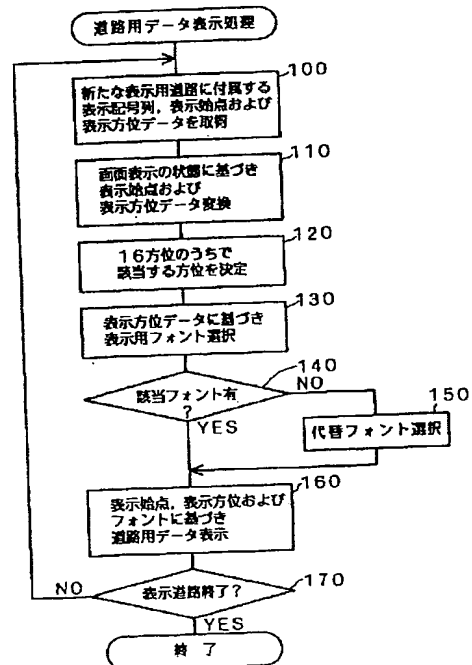 道路用データ表示処理
100
新たな表示用道路に付属する
表示記号列，表示始点および
表示方位データを取得
110
画面表示の状態に基づき
表示始点および
表示方位データ変換
120
16方位のうちで
該当する方位を決定
130
表示方位データに基づき
表示用フォント選択
140
該当フォント有
?
NO
YES
150
代替フォント選択
160
表示始点，表示方位および
フォントに基づき
道路用データ表示
170
表示道路終了?
NO
YES
終了